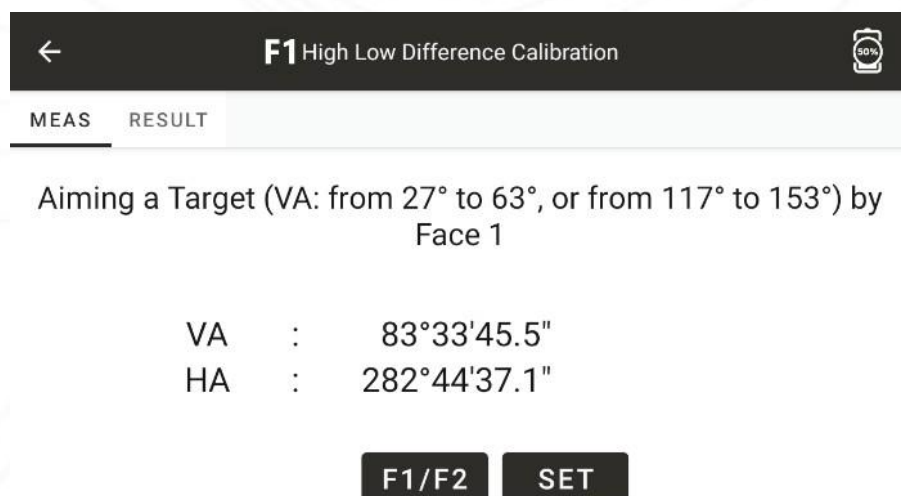 F1 High Low Difference Calibration
50%
MEAS RESULT
Aiming a Target (VA: from 27° to 63°, or from 117° to 153°) by
Face 1
VA : 83°33'45.5"
HA : 282°44'37.1"
F1/F2 SET